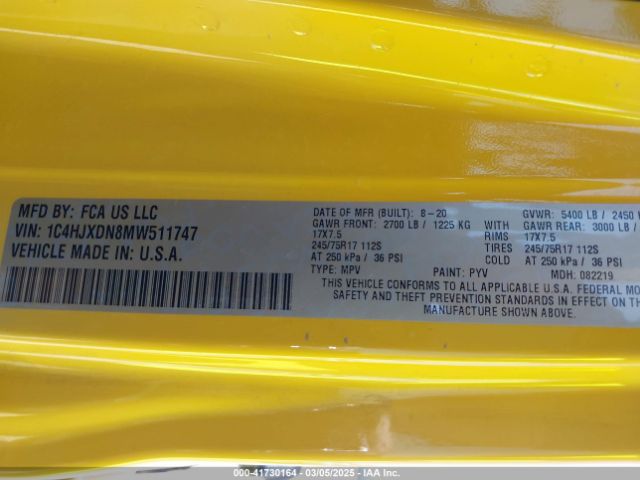 MFD BY: FCA US LLC
VIN: 1C4HJXDN8MW511747
VEHICLE MADE IN: U.S.A.
DATE OF MFR (BUILT): 8-20
GVWR: 5400 LB / 2450
GAWR FRONT: 2700 LB / 1225 KG WITH GAWR REAR: 3000 LB /
17X7.5 RIMS 17X7.5
245/75R17 112S TIRES 245/75R17 112S
AT 250 kPa / 36 PSI AT 250 kPa / 36 PSI
TYPE: MPV PAINT: PYV MDH: 082219
THIS VEHICLE CONFORMS TO ALL APPLICABLE U.S.A. FEDERAL MO
SAFETY AND THEFT PREVENTION STANDARDS IN EFFECT ON TH
MANUFACTURE SHOWN ABOVE.
000-41730164 • 03/05/2025 • IAA Inc.